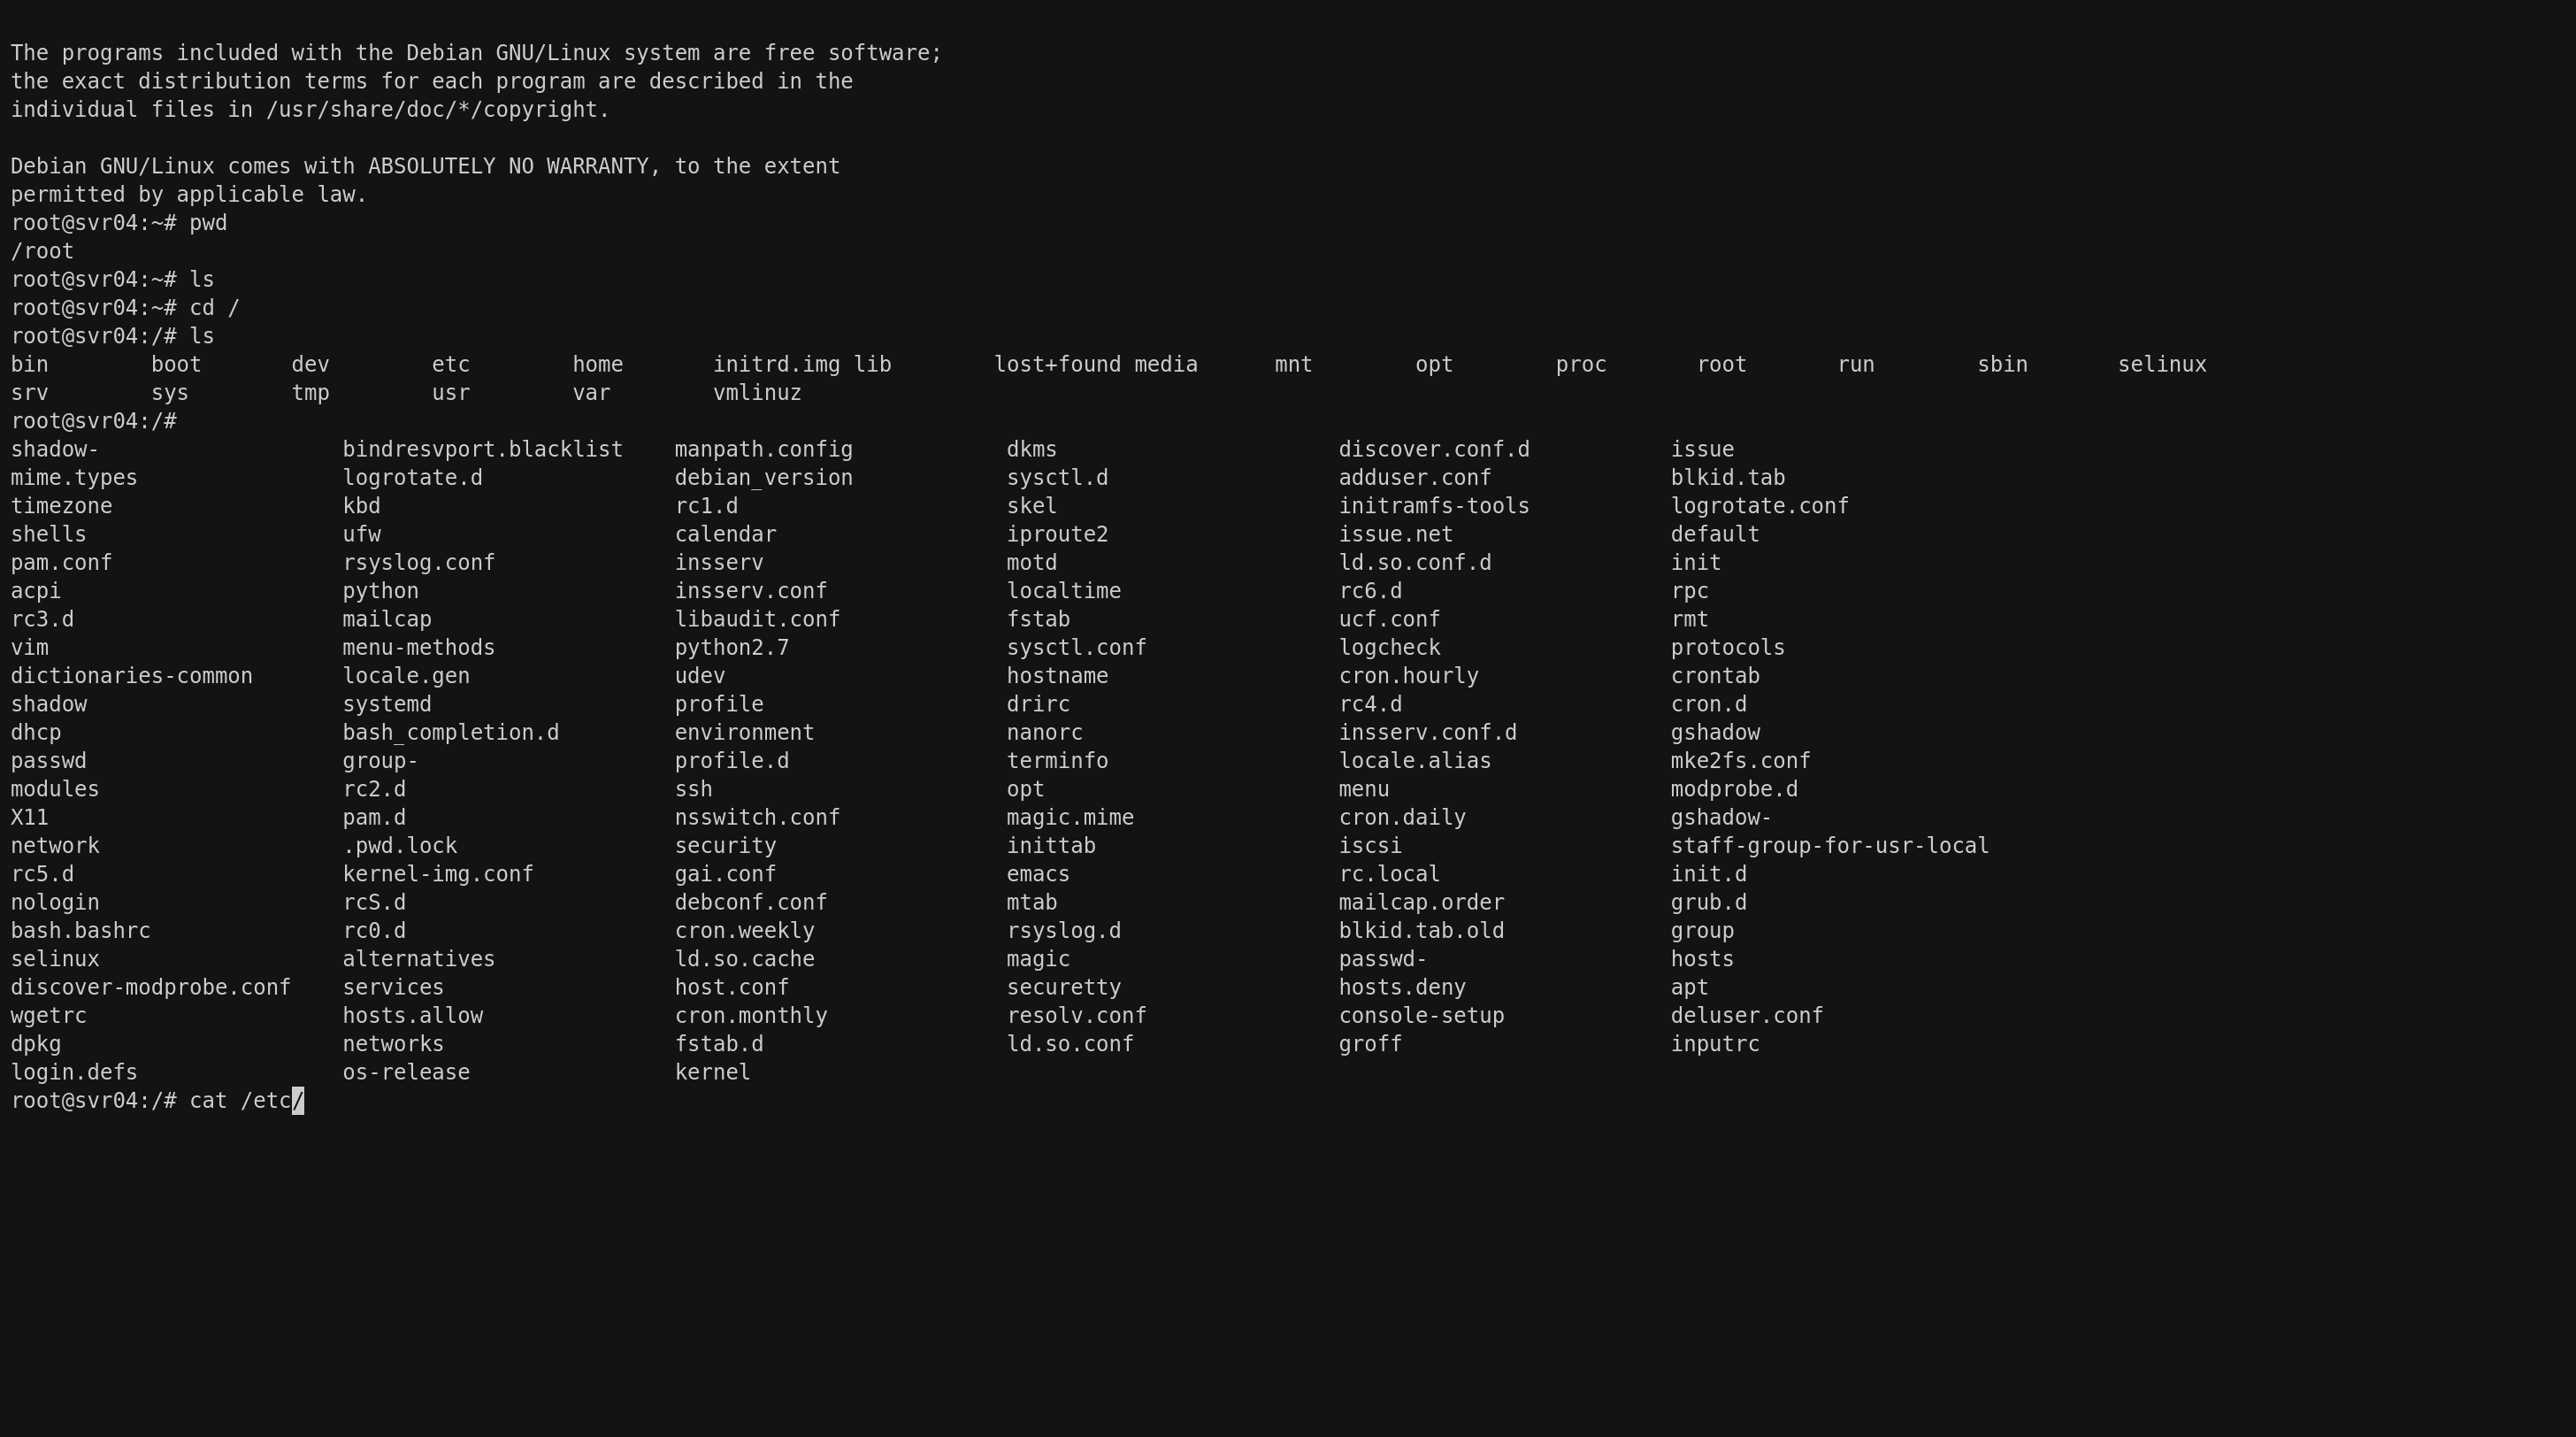 The programs included with the Debian GNU/Linux system are free software;
the exact distribution terms for each program are described in the
individual files in /usr/share/doc/*/copyright.

Debian GNU/Linux comes with ABSOLUTELY NO WARRANTY, to the extent
permitted by applicable law.
root@svr04:~# pwd
/root
root@svr04:~# ls
root@svr04:~# cd /
root@svr04:/# ls
bin        boot       dev        etc        home       initrd.img lib        lost+found media      mnt        opt        proc       root       run        sbin       selinux
srv        sys        tmp        usr        var        vmlinuz
root@svr04:/#
shadow-                   bindresvport.blacklist    manpath.config            dkms                      discover.conf.d           issue
mime.types                logrotate.d               debian_version            sysctl.d                  adduser.conf              blkid.tab
timezone                  kbd                       rc1.d                     skel                      initramfs-tools           logrotate.conf
shells                    ufw                       calendar                  iproute2                  issue.net                 default
pam.conf                  rsyslog.conf              insserv                   motd                      ld.so.conf.d              init
acpi                      python                    insserv.conf              localtime                 rc6.d                     rpc
rc3.d                     mailcap                   libaudit.conf             fstab                     ucf.conf                  rmt
vim                       menu-methods              python2.7                 sysctl.conf               logcheck                  protocols
dictionaries-common       locale.gen                udev                      hostname                  cron.hourly               crontab
shadow                    systemd                   profile                   drirc                     rc4.d                     cron.d
dhcp                      bash_completion.d         environment               nanorc                    insserv.conf.d            gshadow
passwd                    group-                    profile.d                 terminfo                  locale.alias              mke2fs.conf
modules                   rc2.d                     ssh                       opt                       menu                      modprobe.d
X11                       pam.d                     nsswitch.conf             magic.mime                cron.daily                gshadow-
network                   .pwd.lock                 security                  inittab                   iscsi                     staff-group-for-usr-local
rc5.d                     kernel-img.conf           gai.conf                  emacs                     rc.local                  init.d
nologin                   rcS.d                     debconf.conf              mtab                      mailcap.order             grub.d
bash.bashrc               rc0.d                     cron.weekly               rsyslog.d                 blkid.tab.old             group
selinux                   alternatives              ld.so.cache               magic                     passwd-                   hosts
discover-modprobe.conf    services                  host.conf                 securetty                 hosts.deny                apt
wgetrc                    hosts.allow               cron.monthly              resolv.conf               console-setup             deluser.conf
dpkg                      networks                  fstab.d                   ld.so.conf                groff                     inputrc
login.defs                os-release                kernel
root@svr04:/# cat /etc/